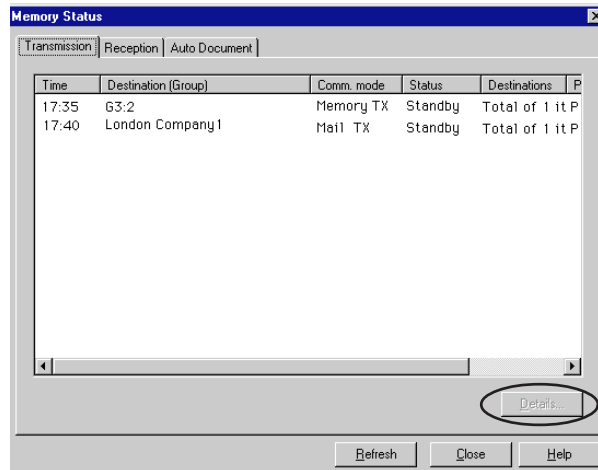 Memory Status
Transmission Reception Auto Document
Time Destination (Group) Comm. mode Status Destinations P
17:35 G3:2 Memory TX Standby Total of 1 it P
17:40 London Company1 Mail TX Standby Total of 1 it P
Details...
Refresh Close Help